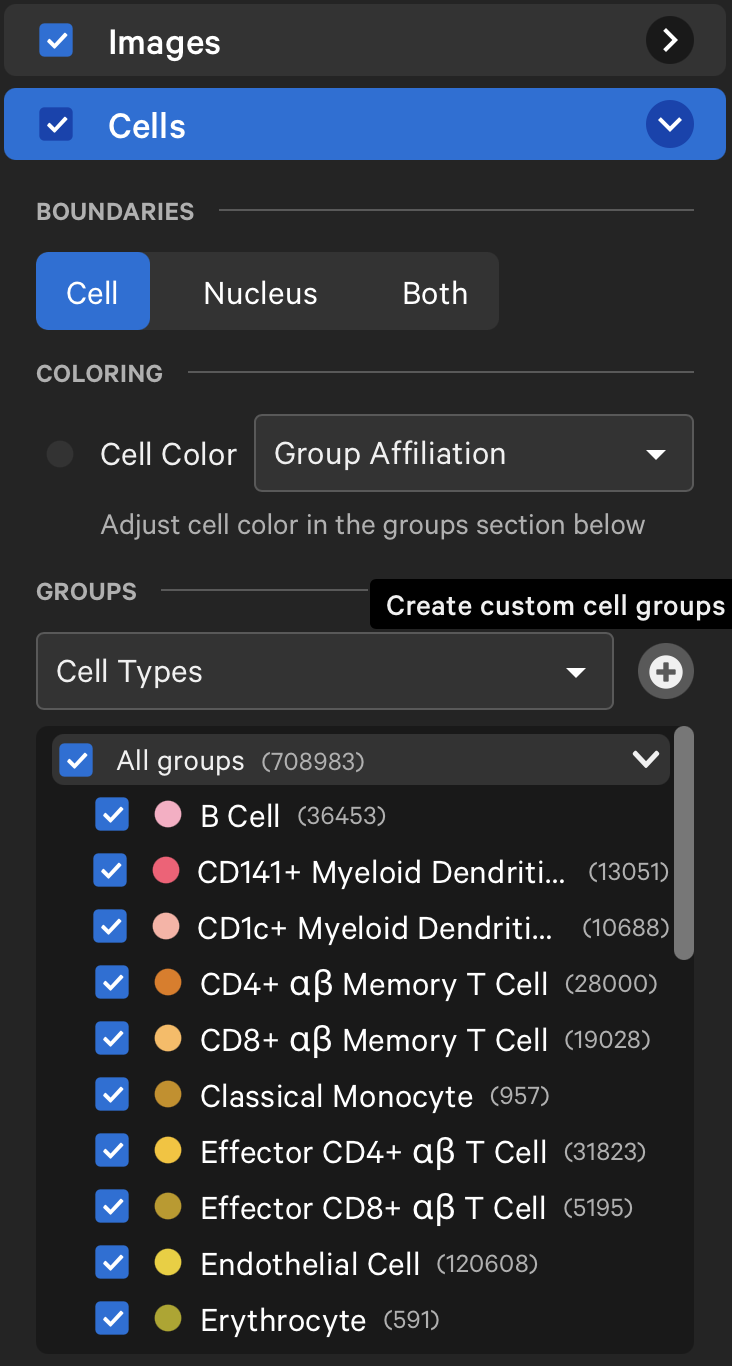 Images
Cells
BOUNDARIES
Cell Nucleus Both
COLORING
Cell Color Group Affiliation
Adjust cell color in the groups section below
GROUPS
Create custom cell groups
Cell Types
All groups (708983)
B Cell (36453)
CD141+ Myeloid Dendriti... (13051)
CD1c+ Myeloid Dendriti... (10688)
CD4+ αβ Memory T Cell (28000)
CD8+ αβ Memory T Cell (19028)
Classical Monocyte (957)
Effector CD4+ αβ T Cell (31823)
Effector CD8+ αβ T Cell (5195)
Endothelial Cell (120608)
Erythrocyte (591)